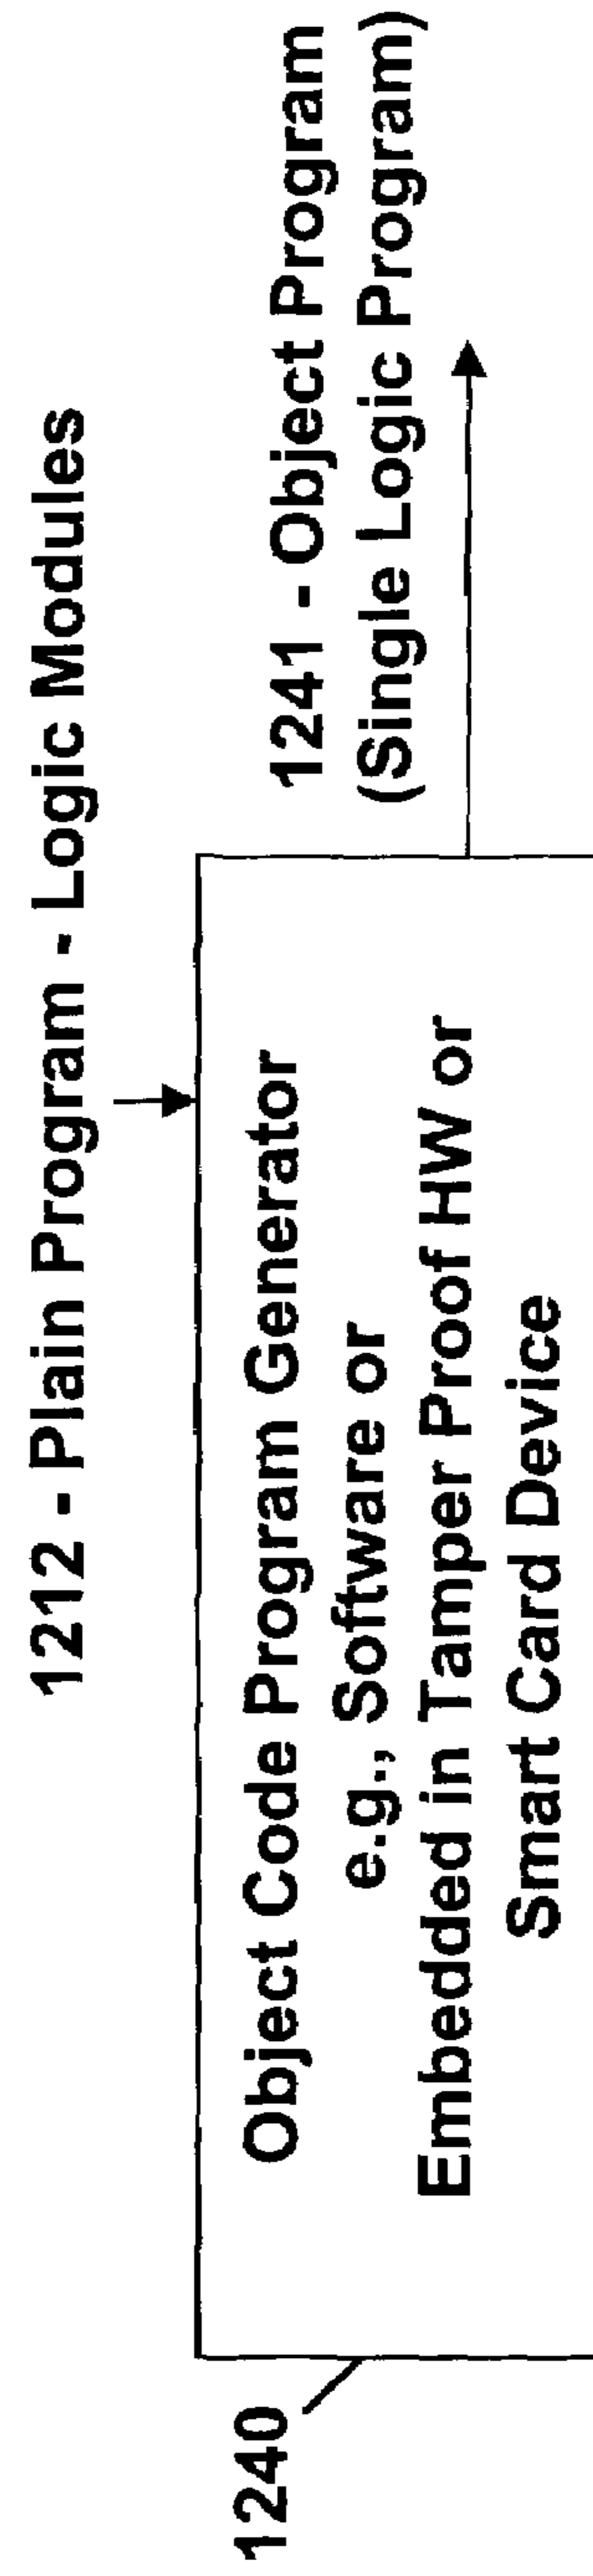 1212 - Plain Program - Logic Modules
1240
Object Code Program Generator
e.g., Software or
Embedded in Tamper Proof HW or
Smart Card Device
1241 - Object Program
(Single Logic Program)